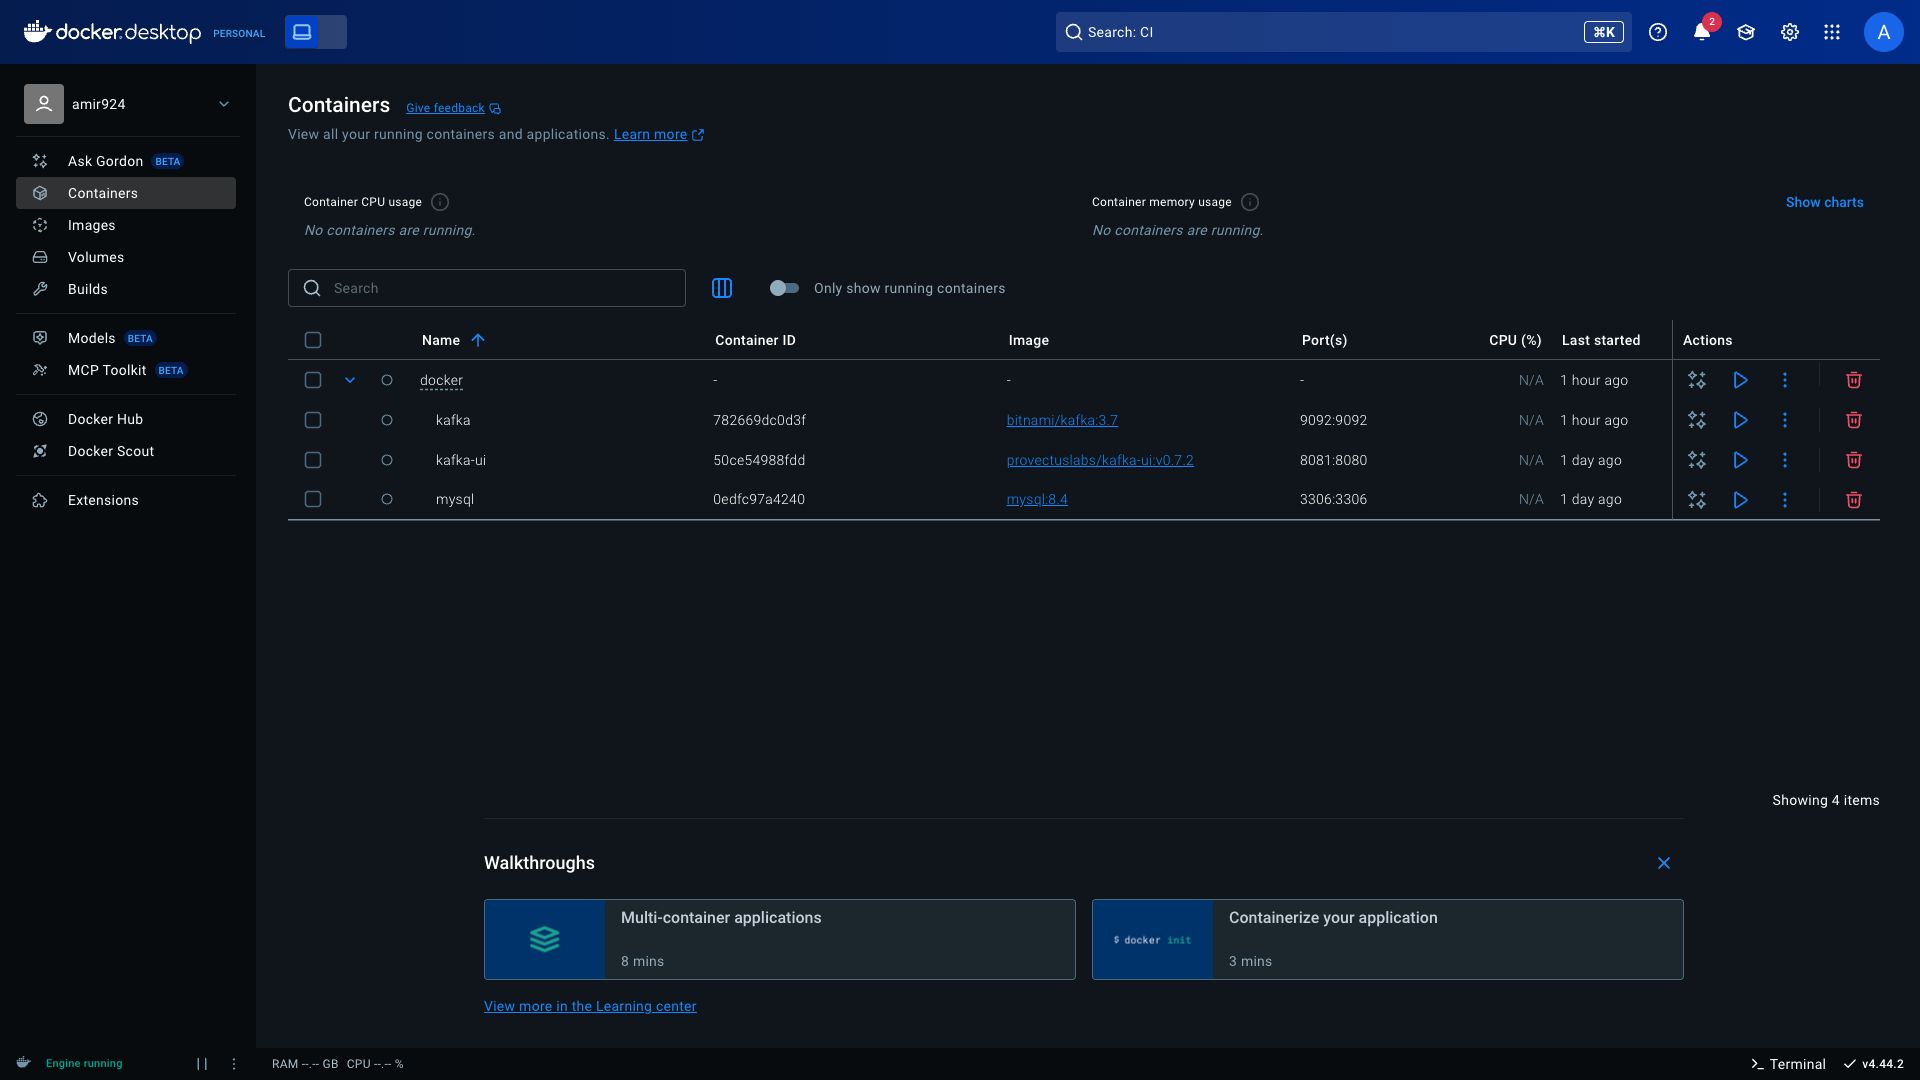 docker.desktop PERSONAL
Search: CI
⌘K
2
A
amir924
Ask Gordon BETA
Containers
Images
Volumes
Builds
Models BETA
MCP Toolkit BETA
Docker Hub
Docker Scout
Extensions
Containers Give feedback
View all your running containers and applications. Learn more
Container CPU usage
No containers are running.
Container memory usage
No containers are running.
Show charts
Search
Only show running containers
Name Container ID Image Port(s) CPU (%) Last started Actions
docker - - - N/A 1 hour ago
kafka 782669dc0d3f bitnami/kafka:3.7 9092:9092 N/A 1 hour ago
kafka-ui 50ce54988fdd provectuslabs/kafka-ui:v0.7.2 8081:8080 N/A 1 day ago
mysql 0edfc97a4240 mysql:8.4 3306:3306 N/A 1 day ago
Showing 4 items
Walkthroughs
Multi-container applications
8 mins
$ docker init
Containerize your application
3 mins
View more in the Learning center
Engine running
RAM --.-- GB CPU --.-- %
>_ Terminal
v4.44.2